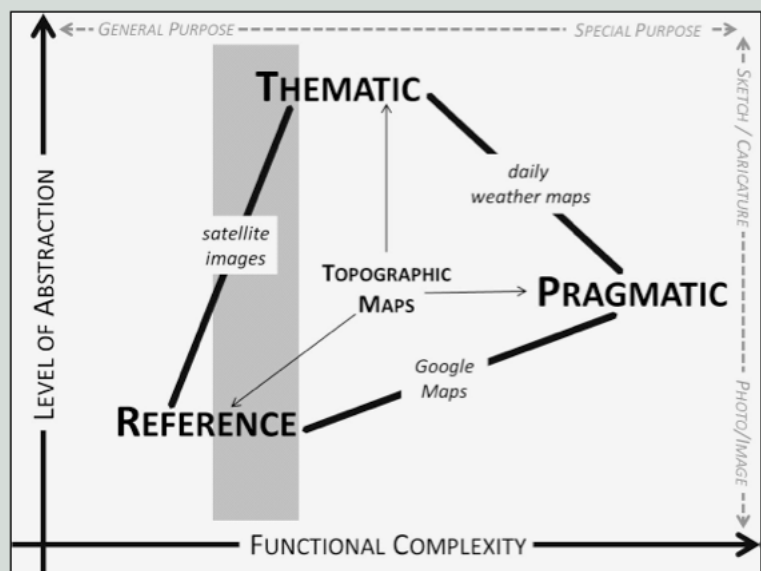 GENERAL PURPOSE
SPECIAL PURPOSE
THEMATIC
daily
weather maps
SKETCH / CARICATURE
LEVEL OF ABSTRACTION
satellite
images
TOPOGRAPHIC
MAPS
PRAGMATIC
Google
Maps
PHOTO/IMAGE
REFERENCE
FUNCTIONAL COMPLEXITY